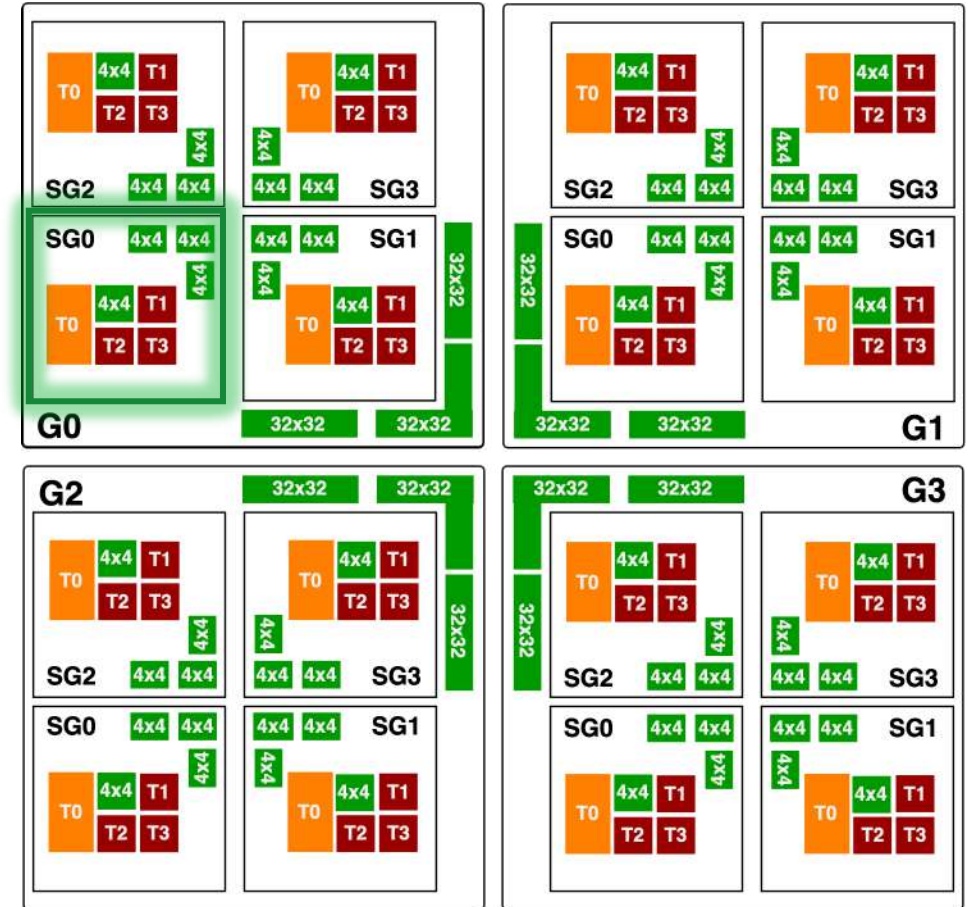 T0 4x4 T1
T2 T3
4x4
SG2 4x4 4x4
T0 4x4 T1
T2 T3
4x4
4x4 4x4 SG3
SG0 4x4 4x4
4x4
T0 4x4 T1
T2 T3
4x4 4x4 SG1
4x4
T0 4x4 T1
T2 T3
32x32
G0 32x32 32x32
T0 4x4 T1
T2 T3
4x4
SG2 4x4 4x4
T0 4x4 T1
T2 T3
4x4
4x4 4x4 SG3
32x32
SG0 4x4 4x4
4x4
T0 4x4 T1
T2 T3
4x4 4x4 SG1
4x4
T0 4x4 T1
T2 T3
32x32 32x32 G1
G2 32x32 32x32
T0 4x4 T1
T2 T3
4x4
SG2 4x4 4x4
T0 4x4 T1
T2 T3
4x4
4x4 4x4 SG3
32x32
SG0 4x4 4x4
4x4
T0 4x4 T1
T2 T3
4x4 4x4 SG1
4x4
T0 4x4 T1
T2 T3
32x32 32x32 G3
32x32
T0 4x4 T1
T2 T3
4x4
SG2 4x4 4x4
T0 4x4 T1
T2 T3
4x4
4x4 4x4 SG3
SG0 4x4 4x4
4x4
T0 4x4 T1
T2 T3
4x4 4x4 SG1
4x4
T0 4x4 T1
T2 T3